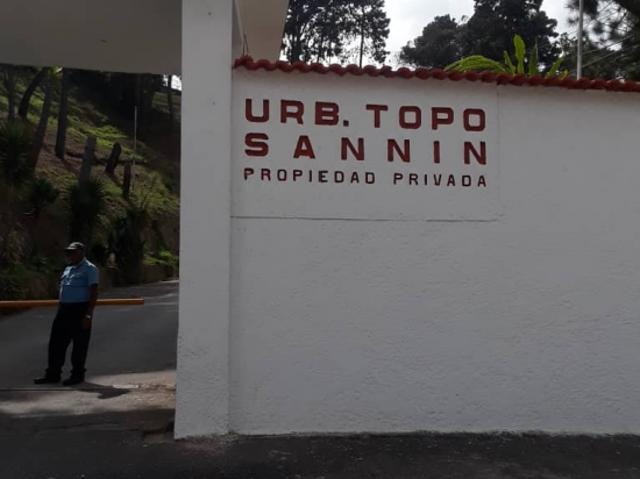 URB. TOPO
SANNIN
PROPIEDAD PRIVADA